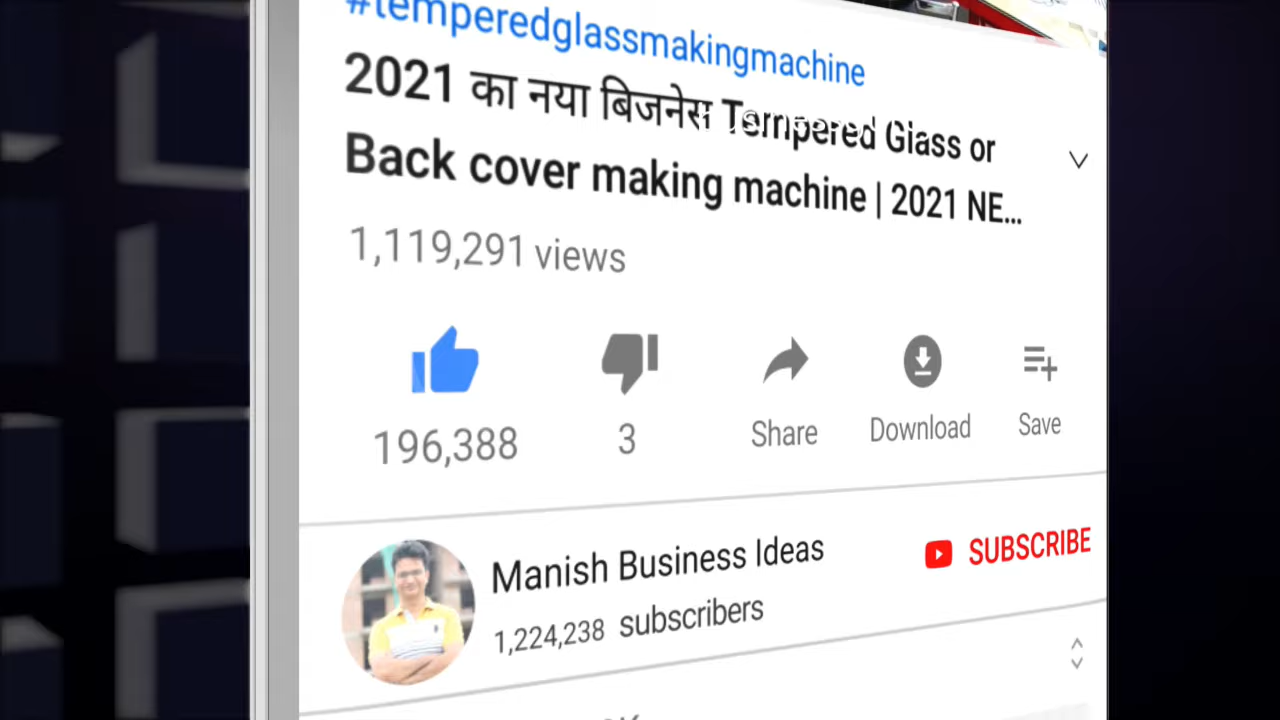 #temperedglassmakingmachine
2021 का नया बिजनेस Tempered Glass or
Back cover making machine | 2021 NE...
1,119,291 views
196,388
3
Share
Download
Save
Manish Business Ideas
1,224,238 subscribers
SUBSCRIBE